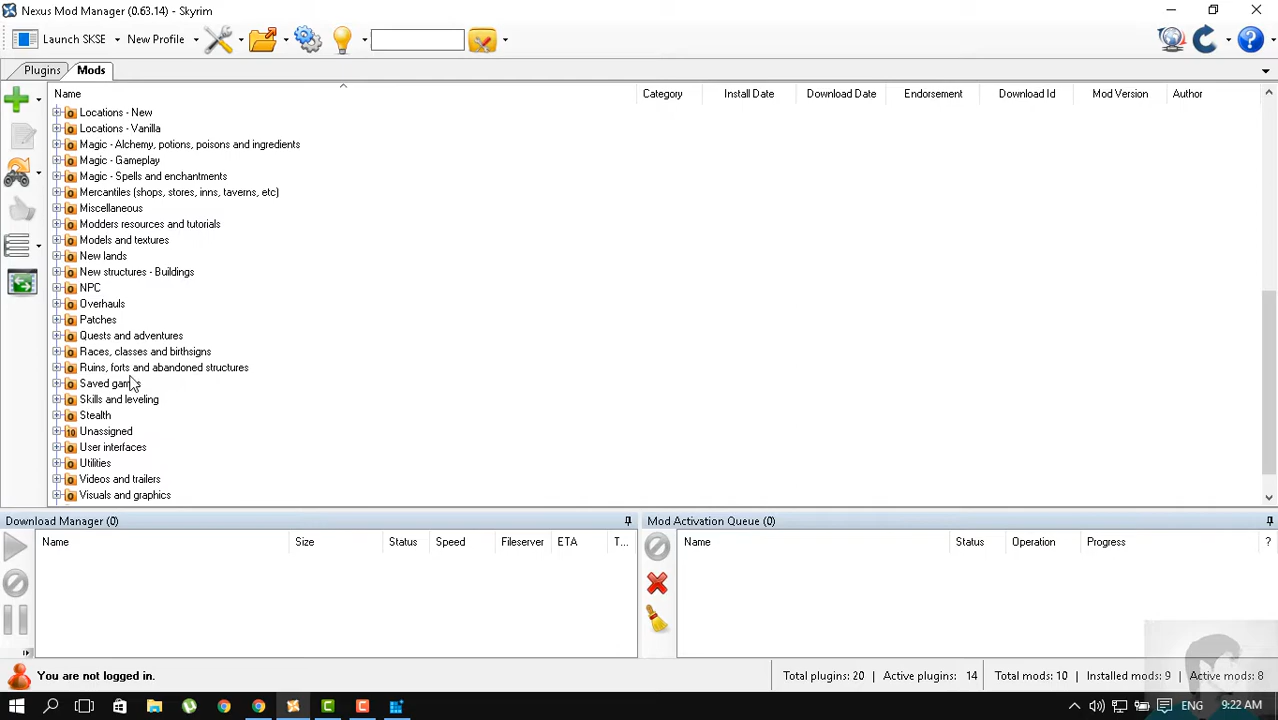 Nexus Mod Manager (0.63.14) - Skyrim
Launch SKSE New Profile
Plugins Mods
Name Category Install Date Download Date Endorsement Download Id Mod Version Author
Locations - New
Locations - Vanilla
Magic - Alchemy, potions, poisons and ingredients
Magic - Gameplay
Magic - Spells and enchantments
Mercantiles (shops, stores, inns, taverns, etc)
Miscellaneous
Modders resources and tutorials
Models and textures
New lands
New structures - Buildings
NPC
Overhauls
Patches
Quests and adventures
Races, classes and birthsigns
Ruins, forts and abandoned structures
Saved games
Skills and leveling
Stealth
Unassigned
User interfaces
Utilities
Videos and trailers
Visuals and graphics
Download Manager (0) Mod Activation Queue (0)
Name Size Status Speed Fileserver ETA T... Name Status Operation Progress ?
You are not logged in. Total plugins: 20 | Active plugins: 14 | Total mods: 10 | Installed mods: 9 | Active mods: 8
ENG 9:22 AM